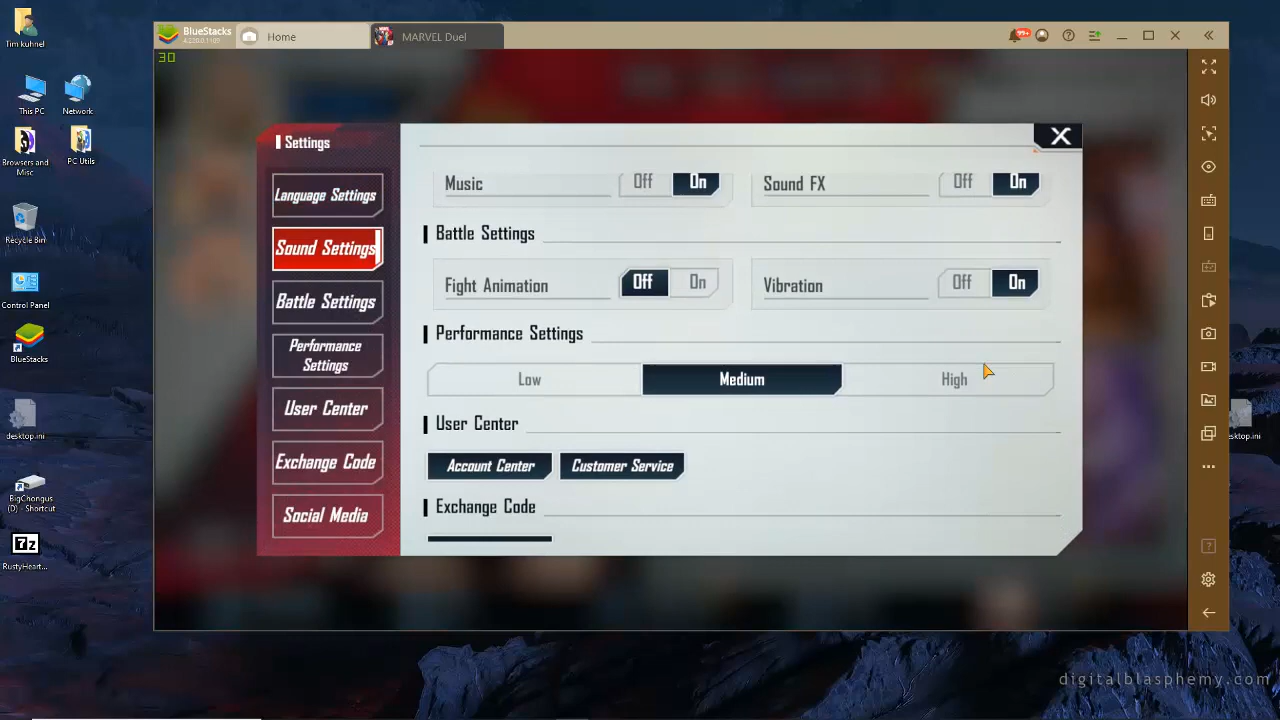 Tim kuhnel
This PC
Network
Browsers and
Misc
PC Utils
Recycle Bin
Control Panel
BlueStacks
desktop.ini
BigChongus
(D) - Shortcut
7z
RustyHeart...
BlueStacks
Home
MARVEL Duel
99+
30
Settings
Language Settings
Sound Settings
Battle Settings
Performance
Settings
User Center
Exchange Code
Social Media
Music Off On Sound FX Off On
Battle Settings
Fight Animation Off On Vibration Off On
Performance Settings
Low Medium High
User Center
Account Center Customer Service
Exchange Code
desktop.ini
digitalblasphemy.com